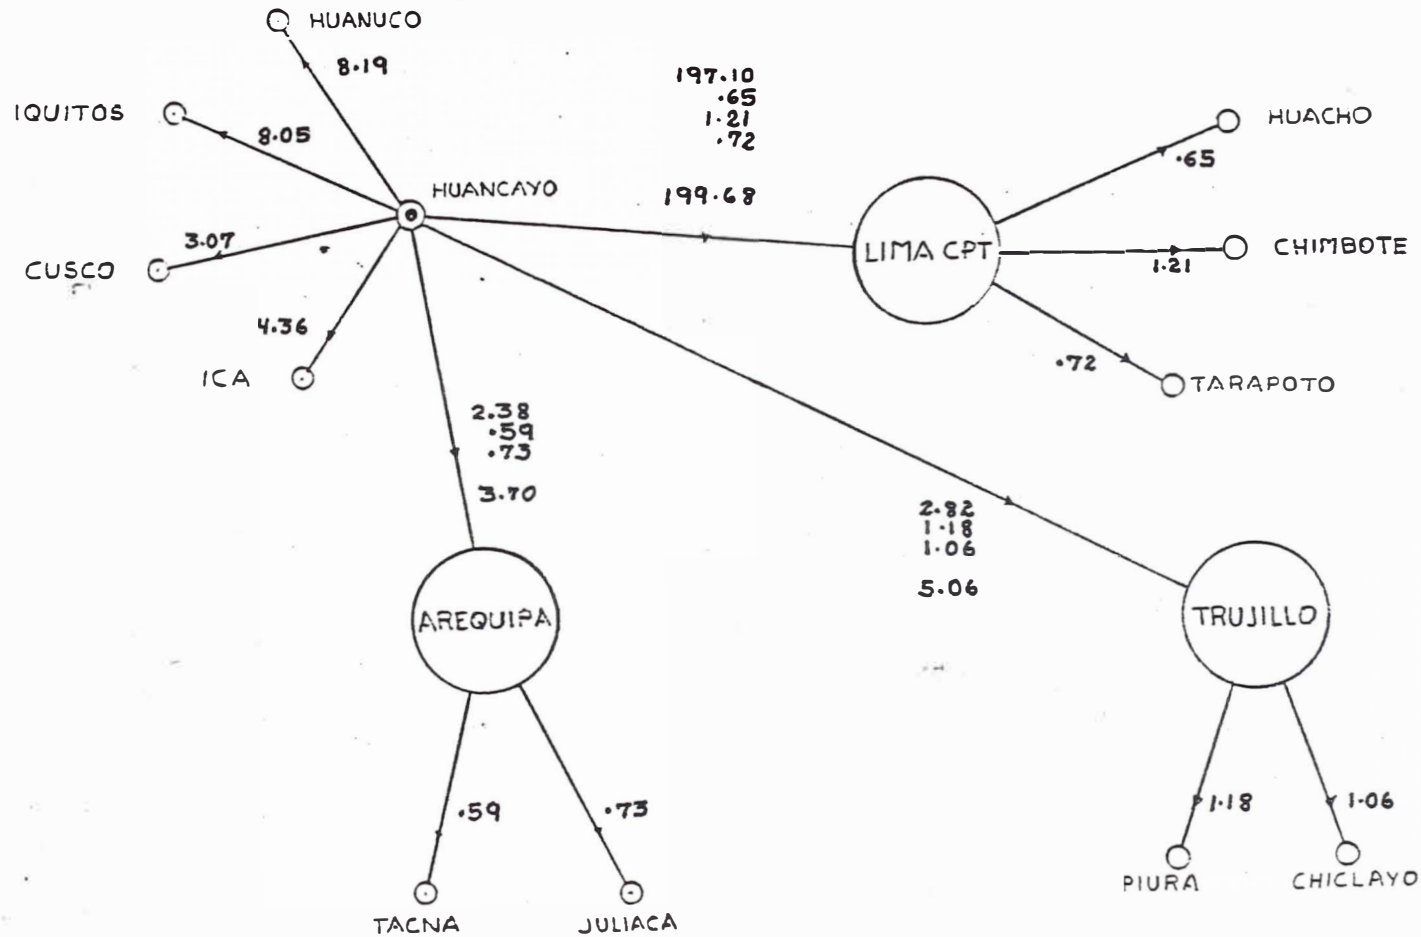 HUANUCO
8.19
197.10
.65
1.21
.72
199.68
IQUITOS
8.05
HUANCAYO
HUACHO
.65
LIMA CPT
CHIMBOTE
1.21
CUSCO
3.07
4.36
ICA
.72
TARAPOTO
2.38
.59
.73
3.70
2.82
1.18
1.06
5.06
AREQUIPA
TRUJILLO
.59
.73
1.18
1.06
TACNA
JULIACA
PIURA
CHICLAYO